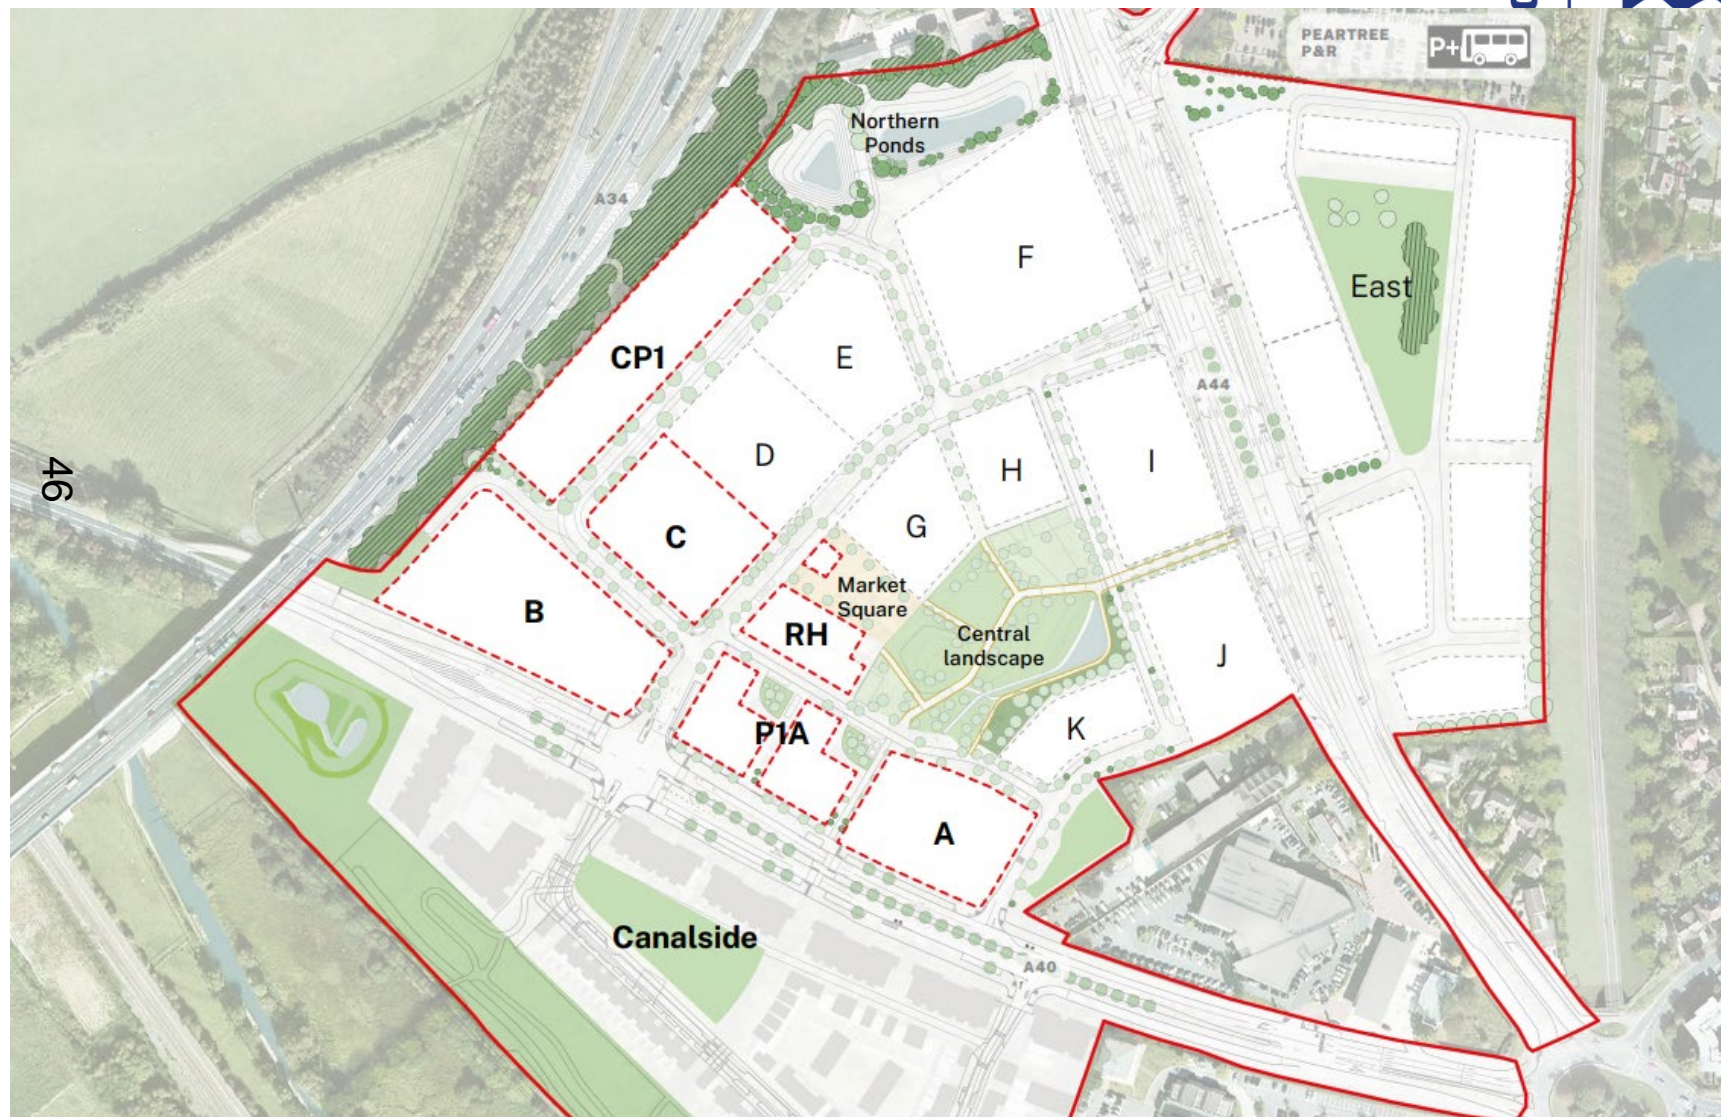 PEARTREE
P&R
P+
Northern
Ponds
A34
F
East
CP1
E
A44
D
H
I
46
G
C
Market
Square
B
RH
Central
landscape
J
K
P1A
A
Canalside
A40